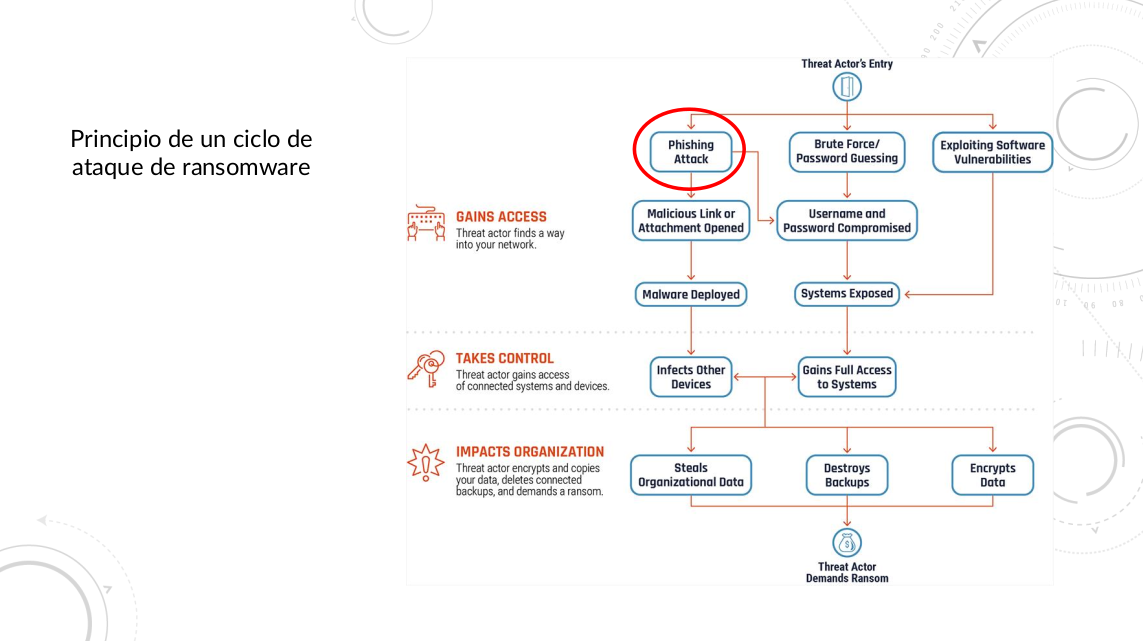 Principio de un ciclo de
ataque de ransomware
Threat Actor's Entry
Phishing
Attack
Brute Force/
Password Guessing
Exploiting Software
Vulnerabilities
GAINS ACCESS
Threat actor finds a way
into your network.
Malicious Link or
Attachment Opened
Username and
Password Compromised
Malware Deployed
Systems Exposed
TAKES CONTROL
Threat actor gains access
of connected systems and devices.
Infects Other
Devices
Gains Full Access
to Systems
IMPACTS ORGANIZATION
Threat actor encrypts and copies
your data, deletes connected
backups, and demands a ransom.
Steals
Organizational Data
Destroys
Backups
Encrypts
Data
$
Threat Actor
Demands Ransom